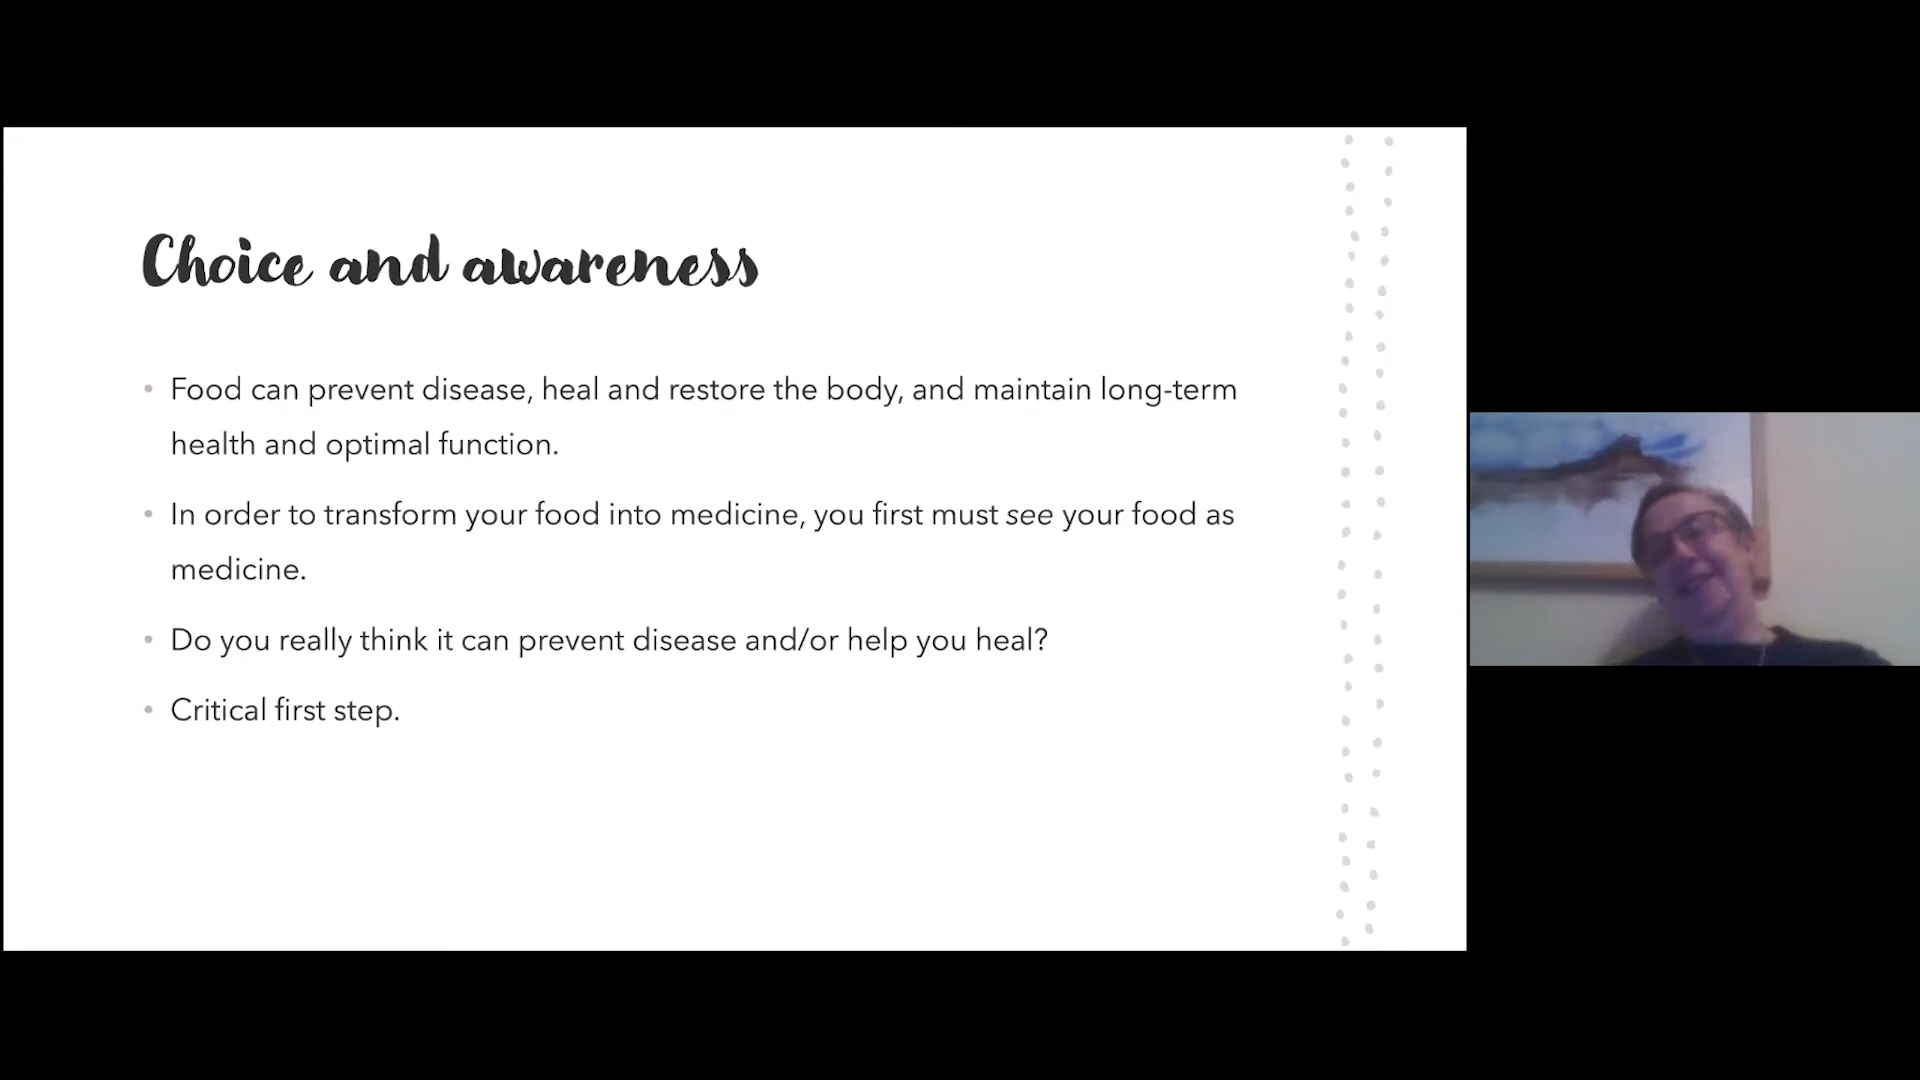 Choice and awareness
• Food can prevent disease, heal and restore the body, and maintain long-term
health and optimal function.
• In order to transform your food into medicine, you first must see your food as
medicine.
• Do you really think it can prevent disease and/or help you heal?
• Critical first step.